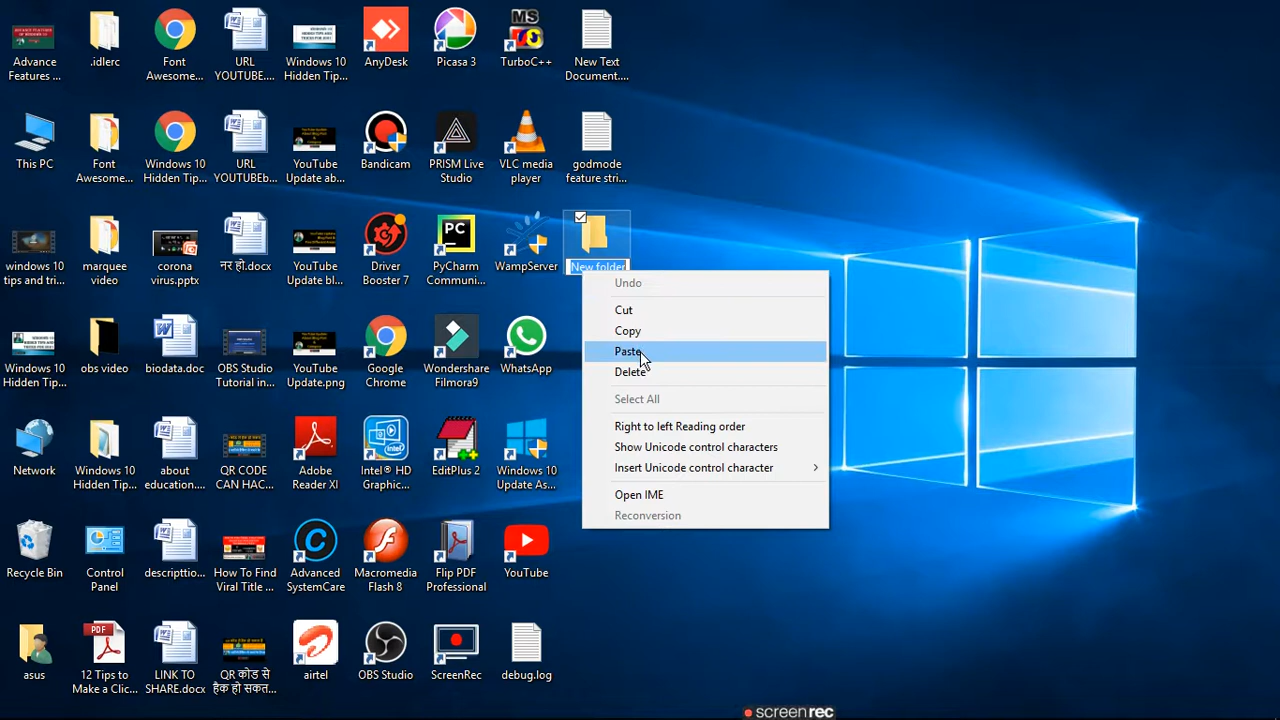 Advance
Features ...
.idlerc
Font
Awesome...
URL
YOUTUBE....
Windows 10
Hidden Tip...
AnyDesk
Picasa 3
MS
TurboC++
New Text
Document....
This PC
Font
Awesome...
Windows 10
Hidden Tip...
URL
YOUTUBEb...
YouTube
Update ab...
Bandicam
PRISM Live
Studio
VLC media
player
godmode
feature stri...
windows 10
tips and tri...
marquee
video
corona
virus.pptx
नर हो.docx
YouTube
Update bl...
Driver
Booster 7
PC
PyCharm
Communi...
WampServer
New folder
Undo
Cut
Copy
Paste
Delete
Select All
Right to left Reading order
Show Unicode control characters
Insert Unicode control character
Open IME
Reconversion
Windows 10
Hidden Tip...
obs video
biodata.doc
OBS Studio
Tutorial in...
YouTube
Update.png
Google
Chrome
Wondershare
Filmora9
WhatsApp
Network
Windows 10
Hidden Tip...
about
education....
QR CODE
CAN HAC...
Adobe
Reader XI
Intel® HD
Graphic...
EditPlus 2
Windows 10
Update As...
Recycle Bin
Control
Panel
descripttio...
How To Find
Viral Title ...
Advanced
SystemCare
Macromedia
Flash 8
Flip PDF
Professional
YouTube
asus
PDF
12 Tips to
Make a Clic...
LINK TO
SHARE.docx
QR कोड से
हैक हो सकत...
airtel
OBS Studio
ScreenRec
debug.log
screenrec